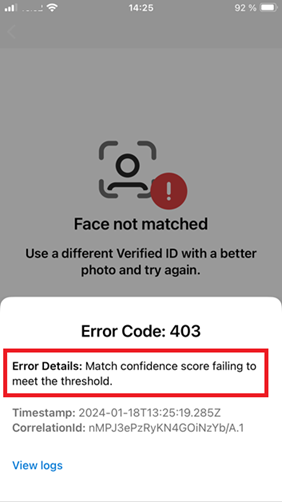 14:25
92 %
Face not matched
Use a different Verified ID with a better
photo and try again.
Error Code: 403
Error Details: Match confidence score failing to
meet the threshold.
Timestamp: 2024-01-18T13:25:19.285Z
CorrelationId: nMPJ3ePzRyKN4GOiNzYb/A.1
View logs